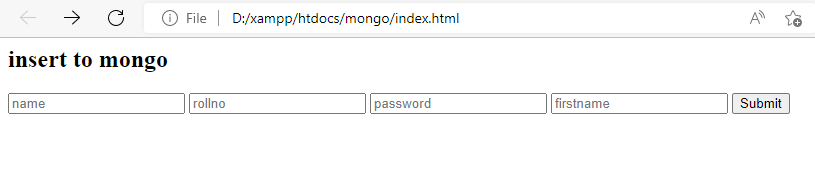 File D:/xampp/htdocs/mongo/index.html A
insert to mongo
name rollno password firstname Submit